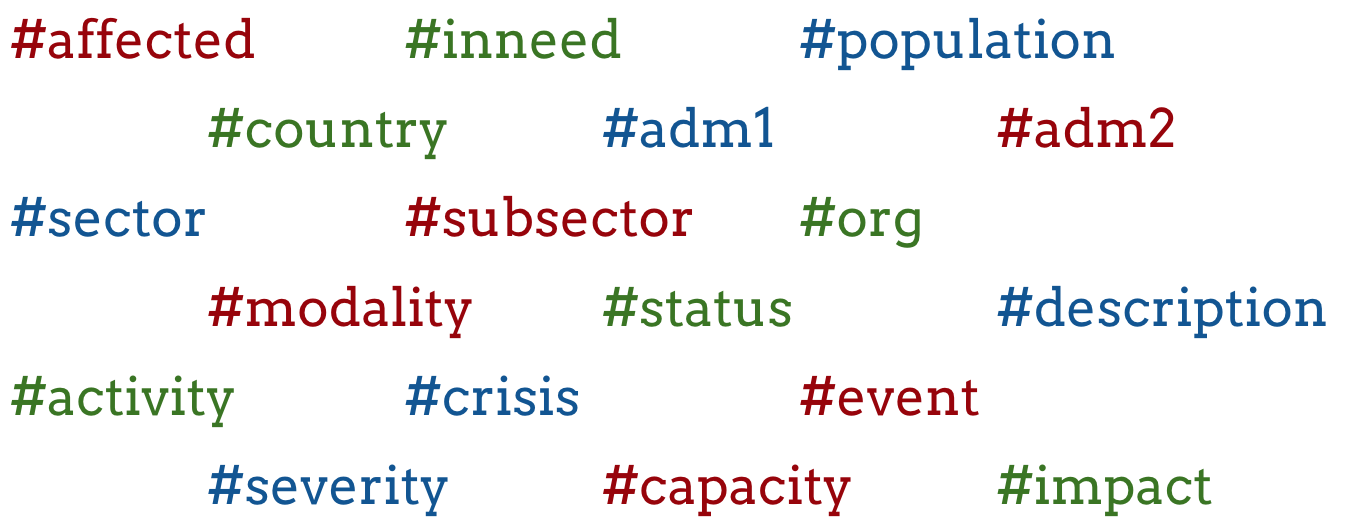 #affected #inneed #population
#country #adm1 #adm2
#sector #subsector #org
#modality #status #description
#activity #crisis #event
#severity #capacity #impact